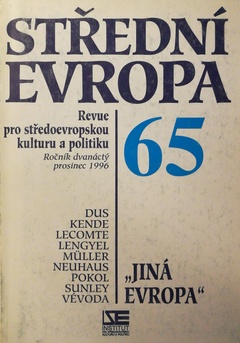 STŘEDNÍ
EVROPA
Revue
pro středoevropskou
kulturu a politiku
Ročník dvanáctý
prosinec 1996
65
DUS
KENDE
LECOMTE
LENGYEL
MÜLLER
NEUHAUS
POKOL
SUNLEY
VÉVODA
„JINÁ
EVROPA“
INSTITUT